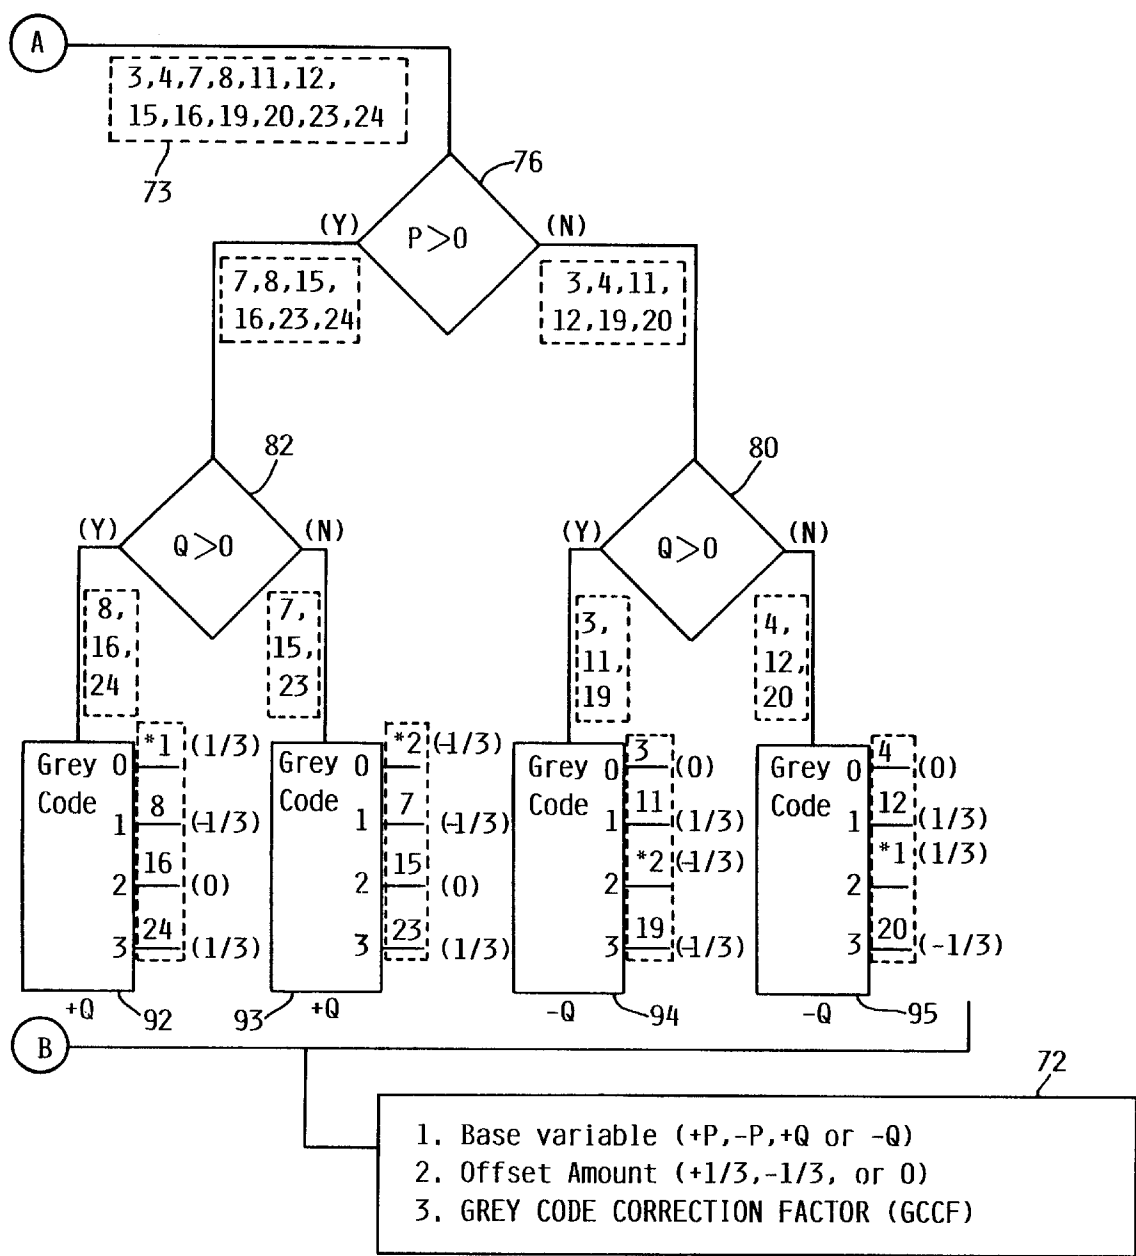 A
3,4,7,8,11,12,
15,16,19,20,23,24
73
76
(Y)
P>0
(N)
7,8,15,
16,23,24
3,4,11,
12,19,20
82
80
(Y)
Q>0
(N)
(Y)
Q>0
(N)
8,
16,
24
7,
15,
23
3,
11,
19
4,
12,
20
Grey 0
Code
1
2
3
*1 (1/3)
8 (-1/3)
16 (0)
24 (1/3)
+Q
92
Grey 0
Code
1
2
3
*2 (-1/3)
7 (-1/3)
15 (0)
23 (1/3)
93
+Q
Grey 0
Code
1
2
3
3 (0)
11 (1/3)
*2 (-1/3)
19 (-1/3)
-Q
94
Grey 0
Code
1
2
3
4 (0)
12 (1/3)
*1 (1/3)
20 (-1/3)
-Q
95
B
72
1. Base variable (+P,-P,+Q or -Q)
2. Offset Amount (+1/3,-1/3, or 0)
3. GREY CODE CORRECTION FACTOR (GCCF)